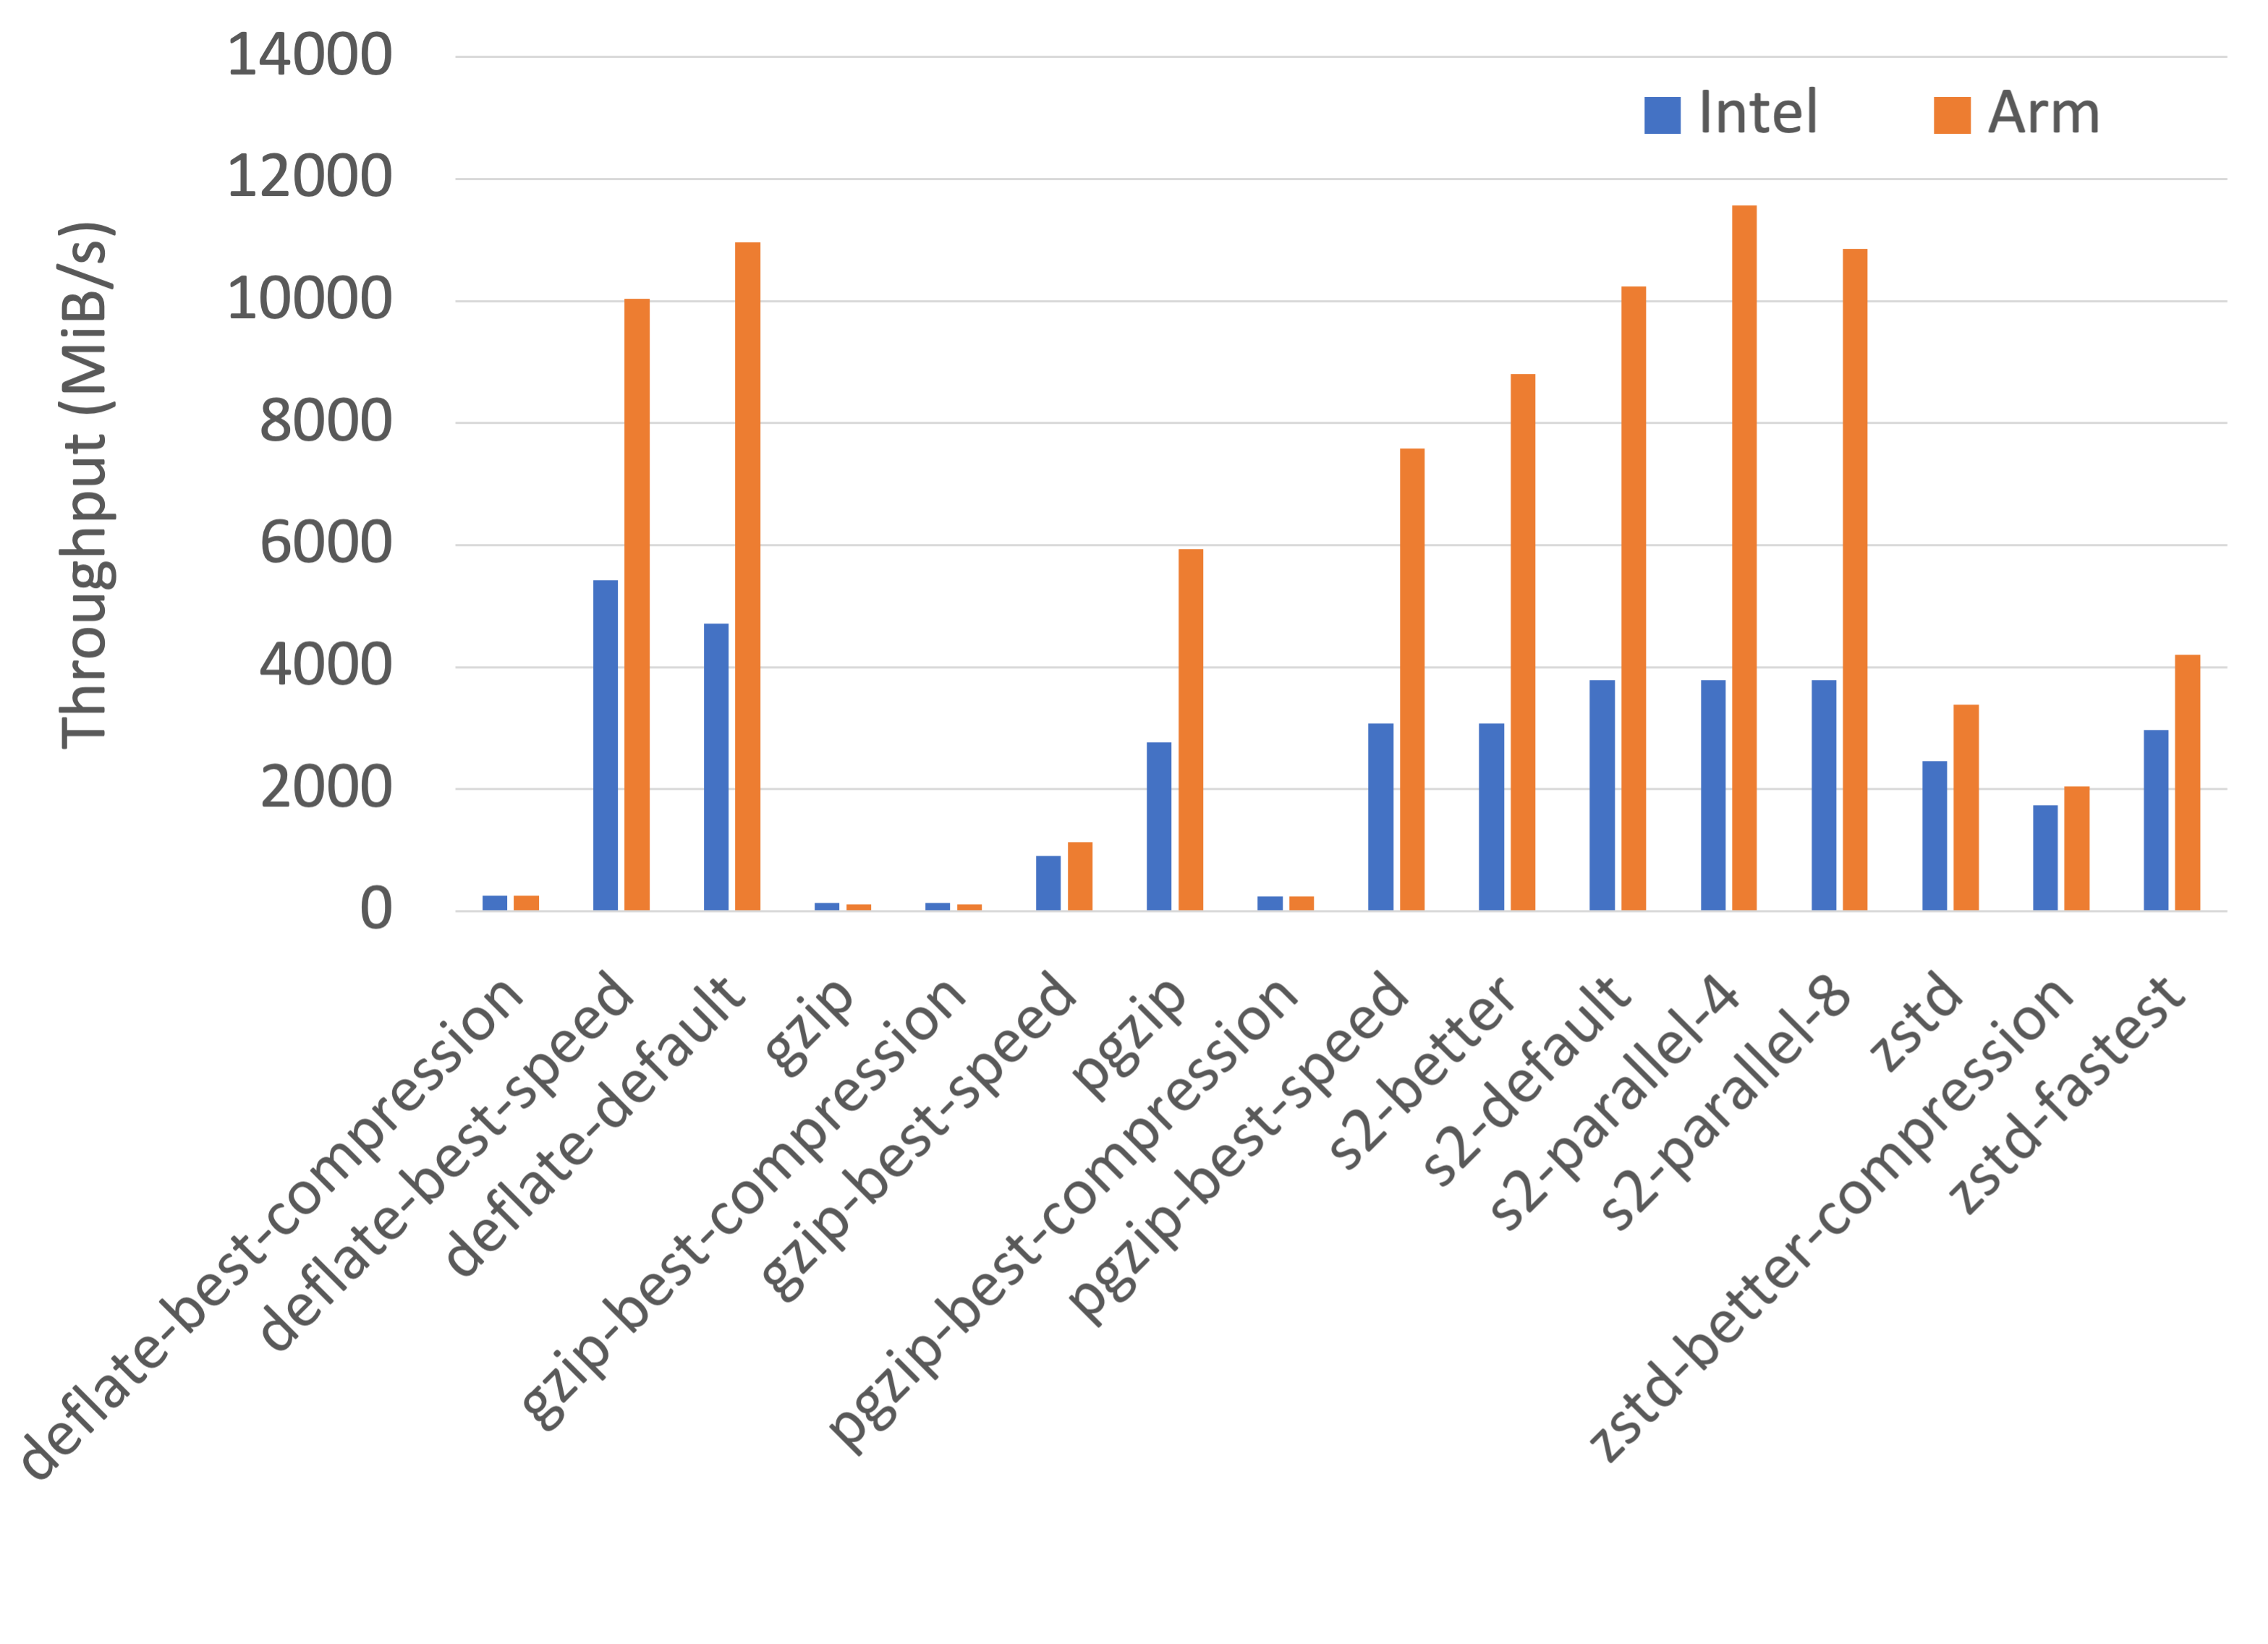 14000
12000
10000
8000
6000
4000
2000
0
Throughput (MiB/s)
Intel
Arm
deflate-best-compression
deflate-best-speed
deflate-default
gzip
gzip-best-compression
gzip-best-speed
pgzip
pgzip-best-compression
pgzip-best-speed
s2-better
s2-default
s2-parallel-4
s2-parallel-8
zstd
zstd-better-compression
zstd-fastest